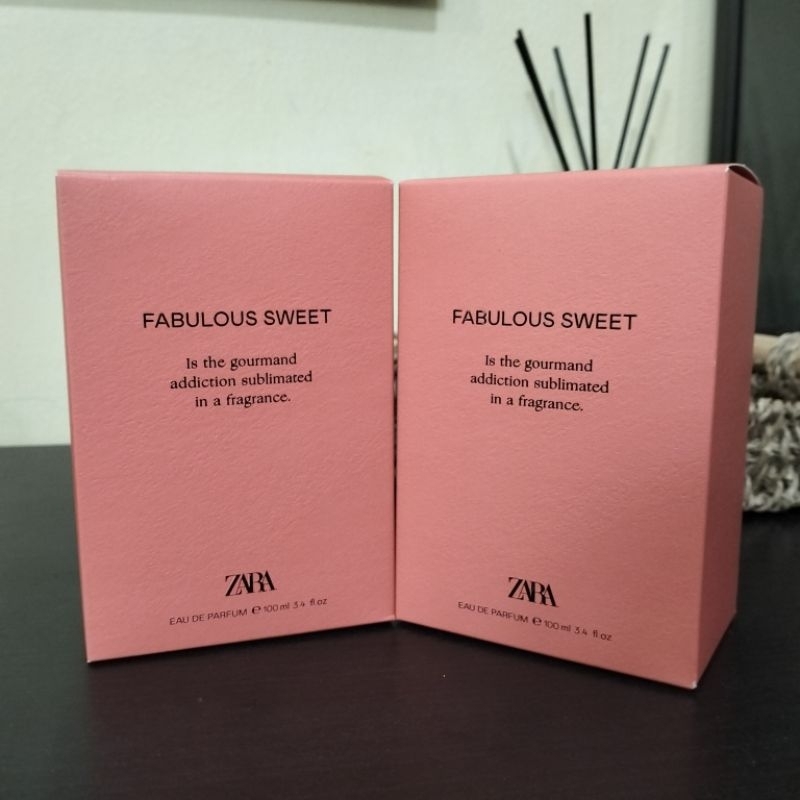 FABULOUS SWEET
Is the gourmand
addiction sublimated
in a fragrance.
ZARA
EAU DE PARFUM ℮ 100 ml 3.4 fl oz
FABULOUS SWEET
Is the gourmand
addiction sublimated
in a fragrance.
ZARA
EAU DE PARFUM ℮ 100 ml 3.4 fl oz